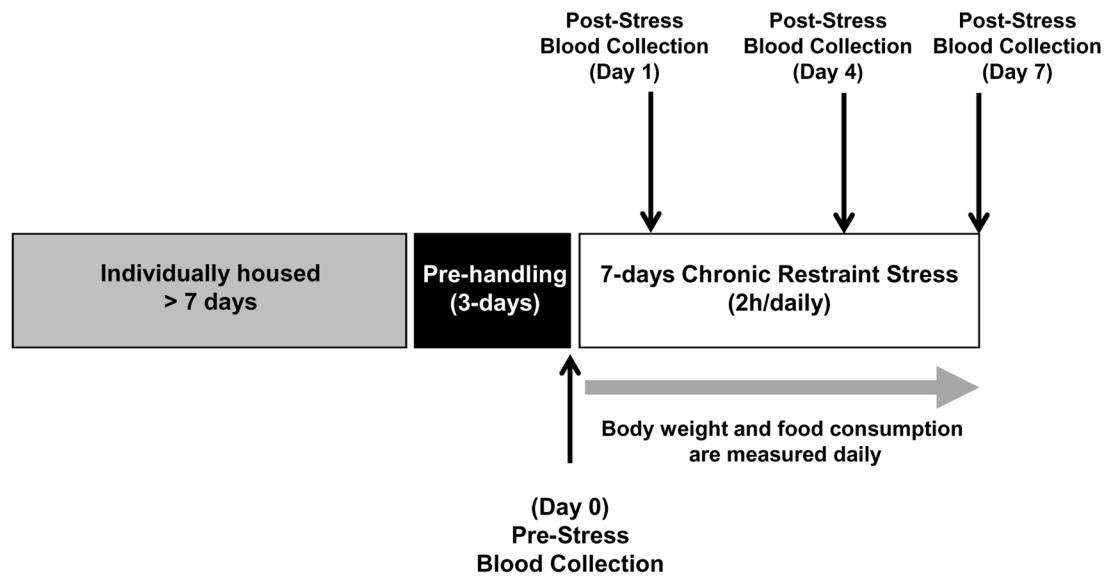 Post-Stress
Blood Collection
(Day 1)
Post-Stress
Blood Collection
(Day 4)
Post-Stress
Blood Collection
(Day 7)
Individually housed
> 7 days
Pre-handling
(3-days)
7-days Chronic Restraint Stress
(2h/daily)
Body weight and food consumption
are measured daily
(Day 0)
Pre-Stress
Blood Collection